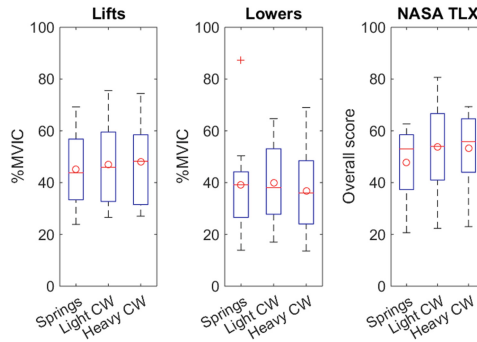 Lifts
%MVIC
100
80
60
40
20
0
Springs
Light CW
Heavy CW
Lowers
%MVIC
100
80
60
40
20
0
Springs
Light CW
Heavy CW
NASA TLX
Overall score
100
80
60
40
20
0
Springs
Light CW
Heavy CW